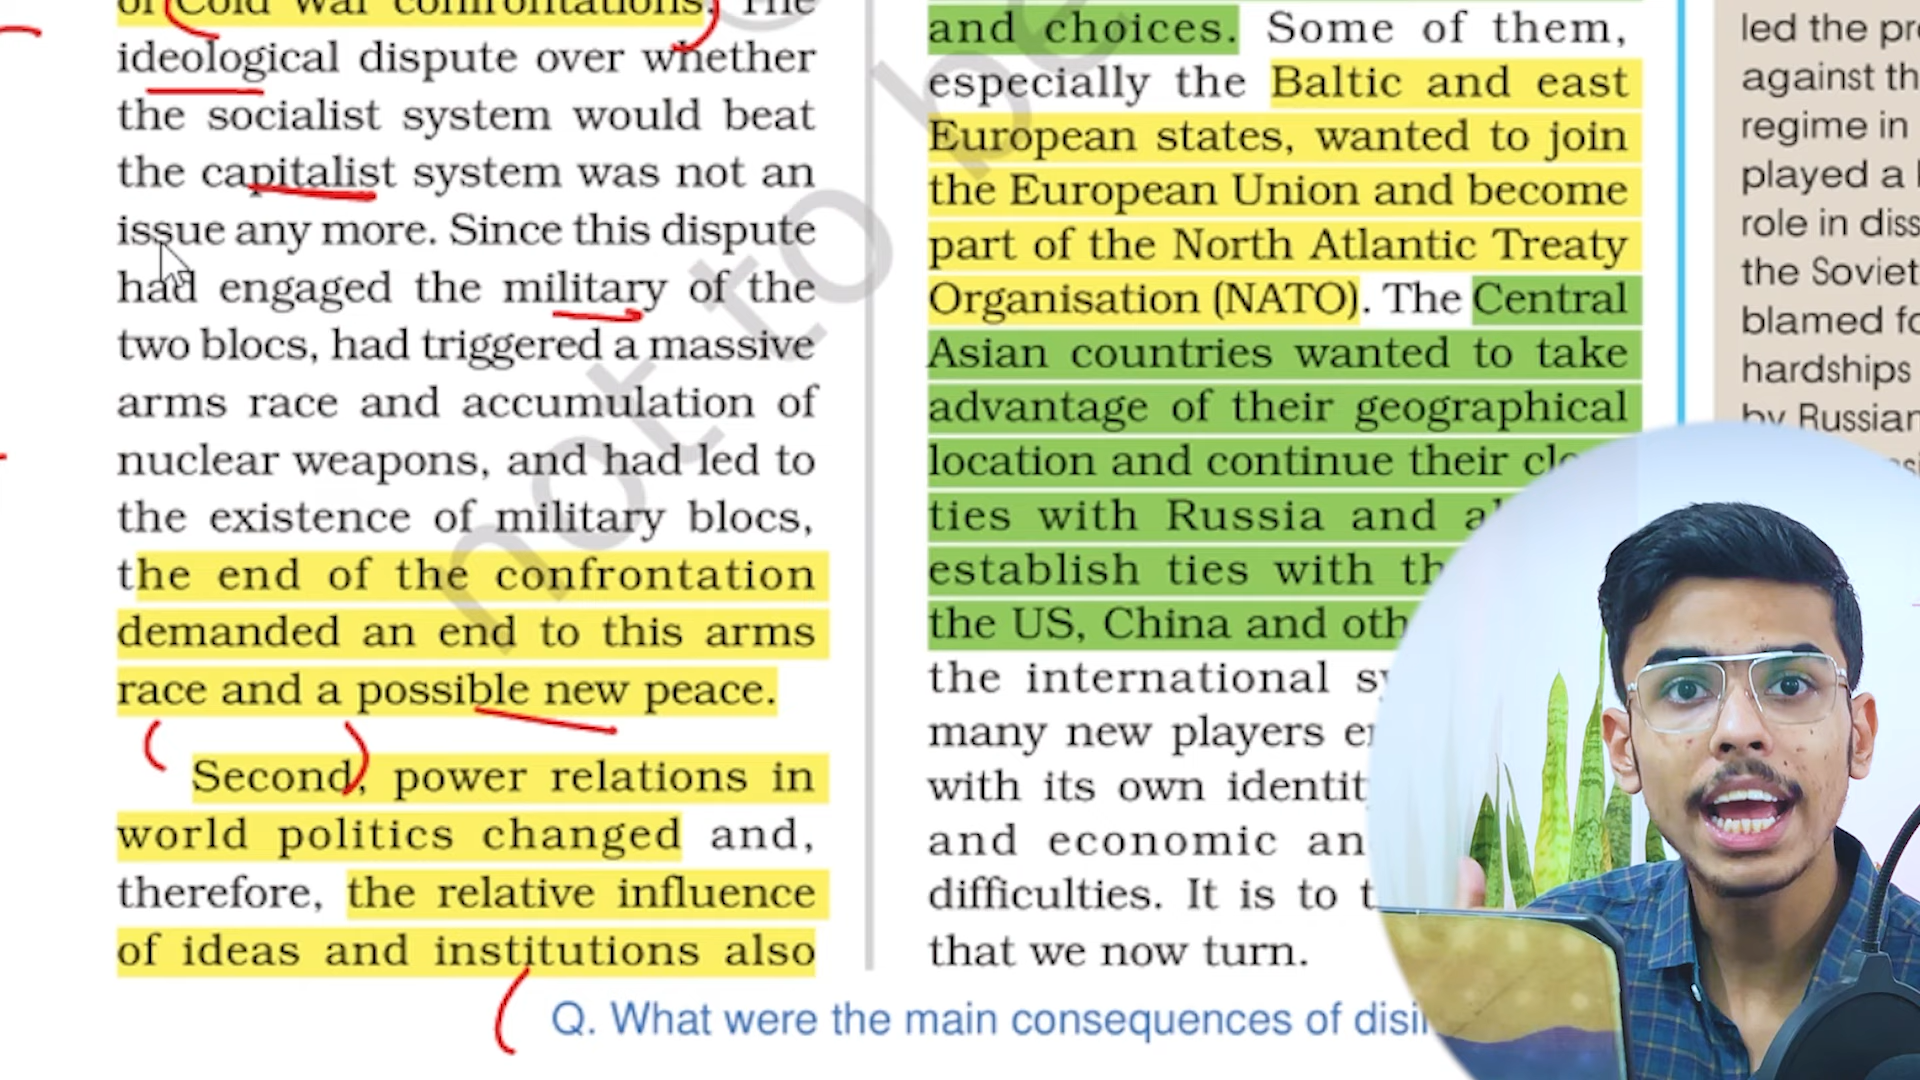 of Cold War confrontations. The
ideological dispute over whether
the socialist system would beat
the capitalist system was not an
issue any more. Since this dispute
had engaged the military of the
two blocs, had triggered a massive
arms race and accumulation of
nuclear weapons, and had led to
the existence of military blocs,
the end of the confrontation
demanded an end to this arms
race and a possible new peace.
Second, power relations in
world politics changed and,
therefore, the relative influence
of ideas and institutions also
and choices. Some of them,
especially the Baltic and east
European states, wanted to join
the European Union and become
part of the North Atlantic Treaty
Organisation (NATO). The Central
Asian countries wanted to take
advantage of their geographical
location and continue their
ties with Russia and
establish ties with
the US, China and
the international
many new players
with its own
and economic
difficulties. It is to
that we now turn.
Q. What were the main consequences of
led the
against
regime in
played a
role in
the Soviet
blamed
hardships
by Russian
not to be